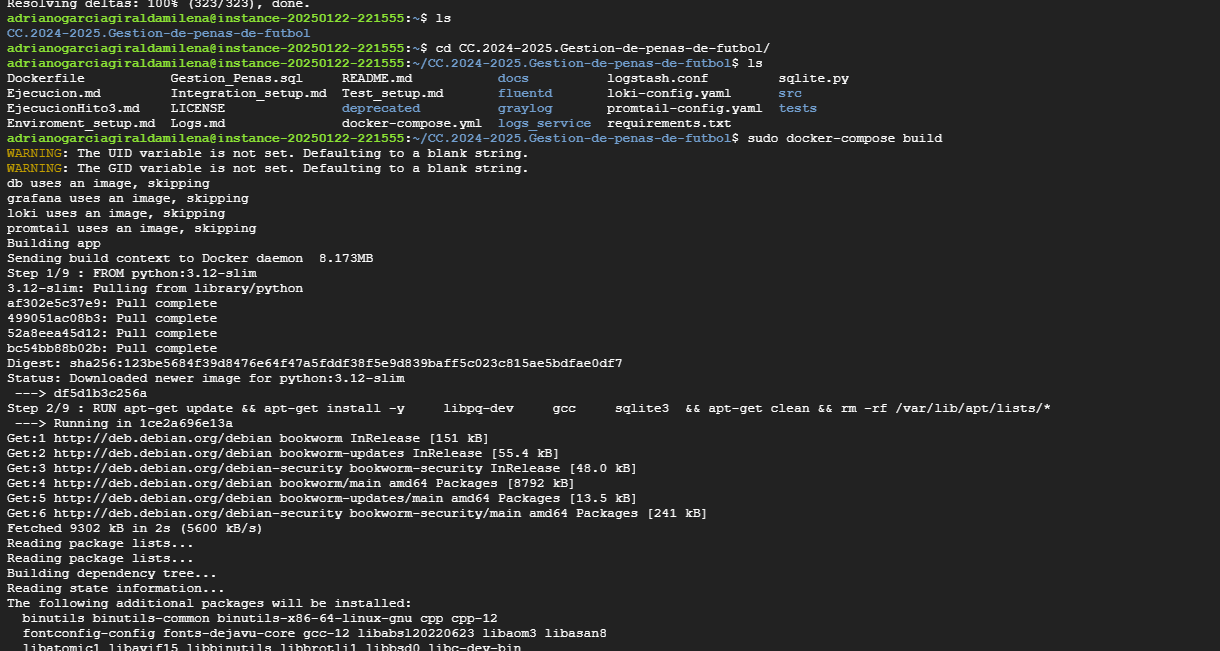 Resolving deltas: 100% (323/323), done.
adrianogarciagiraldamilena@instance-20250122-221555:~$ ls
CC.2024-2025.Gestion-de-penas-de-futbol
adrianogarciagiraldamilena@instance-20250122-221555:~$ cd CC.2024-2025.Gestion-de-penas-de-futbol/
adrianogarciagiraldamilena@instance-20250122-221555:~/CC.2024-2025.Gestion-de-penas-de-futbol$ ls
Dockerfile Gestion_Penas.sql README.md docs logstash.conf sqlite.py
Ejecucion.md Integration_setup.md Test_setup.md fluentd loki-config.yaml src
EjecucionHito3.md LICENSE deprecated graylog promtail-config.yaml tests
Enviroment_setup.md Logs.md docker-compose.yml logs_service requirements.txt
adrianogarciagiraldamilena@instance-20250122-221555:~/CC.2024-2025.Gestion-de-penas-de-futbol$ sudo docker-compose build
WARNING: The UID variable is not set. Defaulting to a blank string.
WARNING: The GID variable is not set. Defaulting to a blank string.
db uses an image, skipping
grafana uses an image, skipping
loki uses an image, skipping
promtail uses an image, skipping
Building app
Sending build context to Docker daemon  8.173MB
Step 1/9 : FROM python:3.12-slim
3.12-slim: Pulling from library/python
af302e5c37e9: Pull complete
499051ac08b3: Pull complete
52a8eea45d12: Pull complete
bc54bb88b02b: Pull complete
Digest: sha256:123be5684f39d8476e64f47a5fddf38f5e9d839baff5c023c815ae5bdfae0df7
Status: Downloaded newer image for python:3.12-slim
 ---> df5d1b3c256a
Step 2/9 : RUN apt-get update && apt-get install -y     libpq-dev     gcc     sqlite3  && apt-get clean && rm -rf /var/lib/apt/lists/*
 ---> Running in 1ce2a696e13a
Get:1 http://deb.debian.org/debian bookworm InRelease [151 kB]
Get:2 http://deb.debian.org/debian bookworm-updates InRelease [55.4 kB]
Get:3 http://deb.debian.org/debian-security bookworm-security InRelease [48.0 kB]
Get:4 http://deb.debian.org/debian bookworm/main amd64 Packages [8792 kB]
Get:5 http://deb.debian.org/debian bookworm-updates/main amd64 Packages [13.5 kB]
Get:6 http://deb.debian.org/debian-security bookworm-security/main amd64 Packages [241 kB]
Fetched 9302 kB in 2s (5600 kB/s)
Reading package lists...
Reading package lists...
Building dependency tree...
Reading state information...
The following additional packages will be installed:
  binutils binutils-common binutils-x86-64-linux-gnu cpp cpp-12
  fontconfig-config fonts-dejavu-core gcc-12 libabsl20220623 libaom3 libasan8
  libatomic1 libavif15 libbinutils libbrotli1 libbsd0 libc-dev-bin